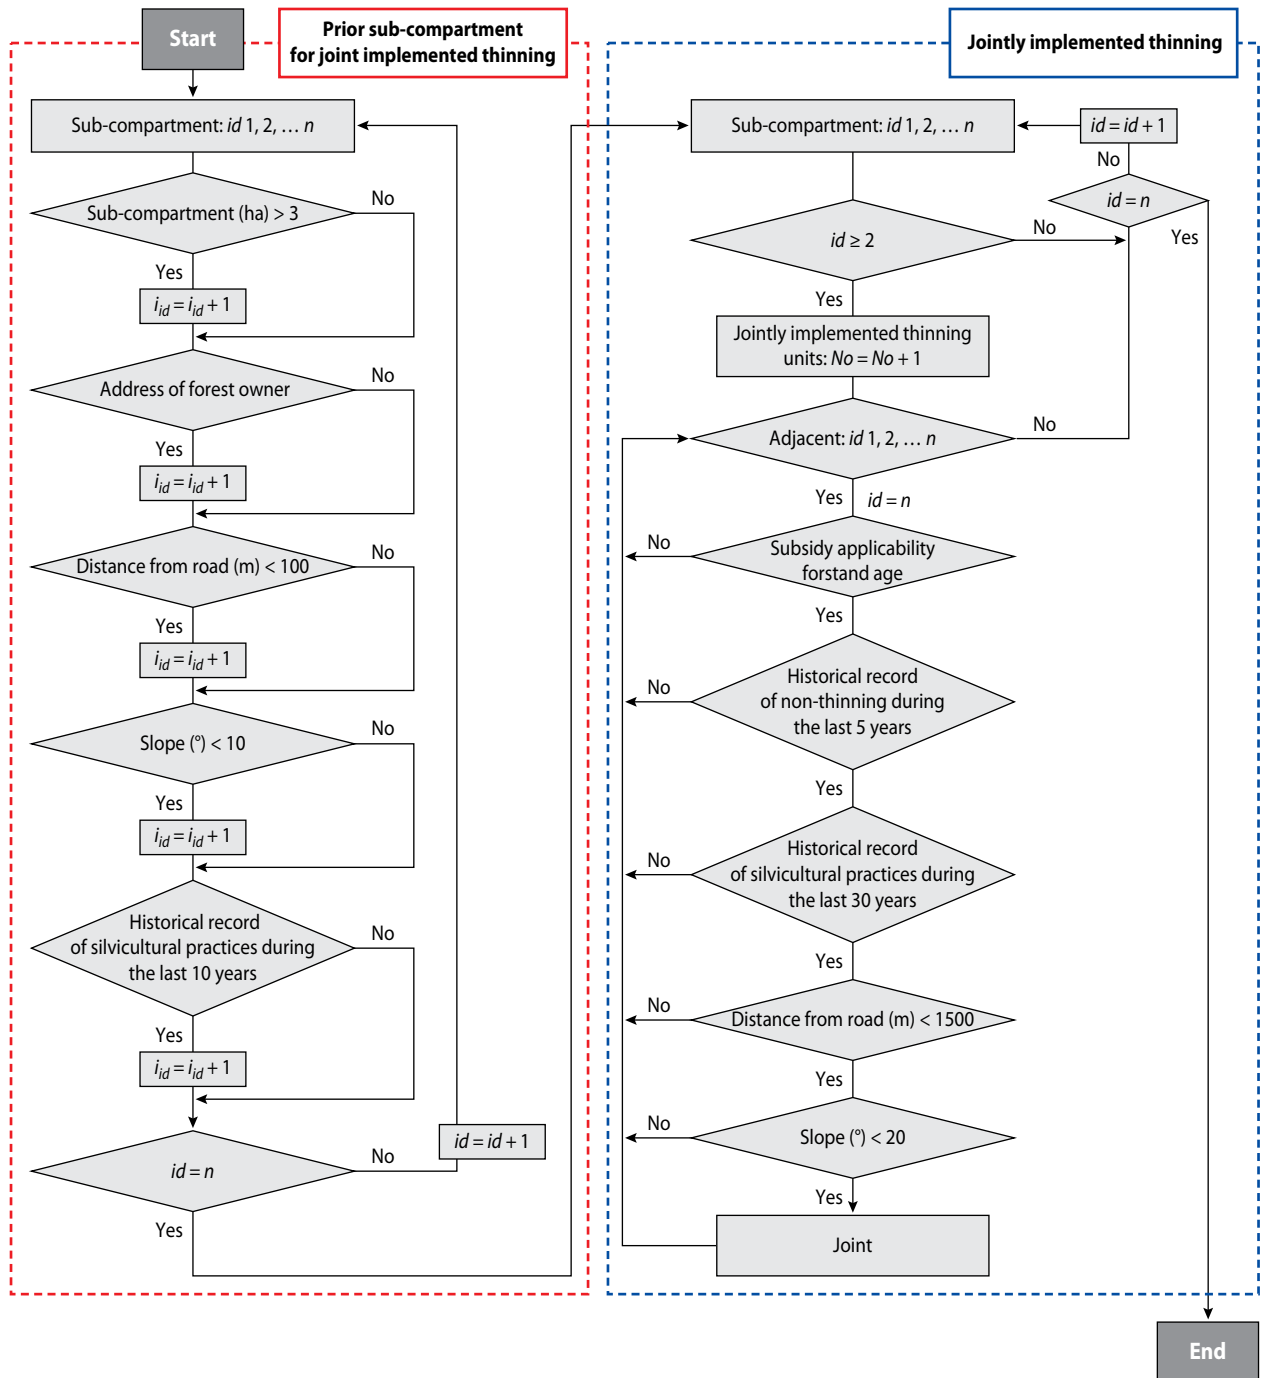 Start
Prior sub-compartment
for joint implemented thinning
Sub-compartment: id 1, 2, … n
Sub-compartment (ha) > 3
No
Yes
i_id = i_id + 1
Address of forest owner
No
Yes
i_id = i_id + 1
Distance from road (m) < 100
No
Yes
i_id = i_id + 1
Slope (°) < 10
No
Yes
i_id = i_id + 1
Historical record
of silvicultural practices during
the last 10 years
No
Yes
i_id = i_id + 1
id = n
No
id = id + 1
Yes
Jointly implemented thinning
Sub-compartment: id 1, 2, … n
id = id + 1
No
id = n
Yes
id ≥ 2
No
Yes
Jointly implemented thinning
units: No = No + 1
Adjacent: id 1, 2, … n
No
Yes
id = n
Subsidy applicability
forstand age
No
Yes
Historical record
of non-thinning during
the last 5 years
No
Yes
Historical record
of silvicultural practices during
the last 30 years
No
Yes
Distance from road (m) < 1500
No
Yes
Slope (°) < 20
No
Yes
Joint
End